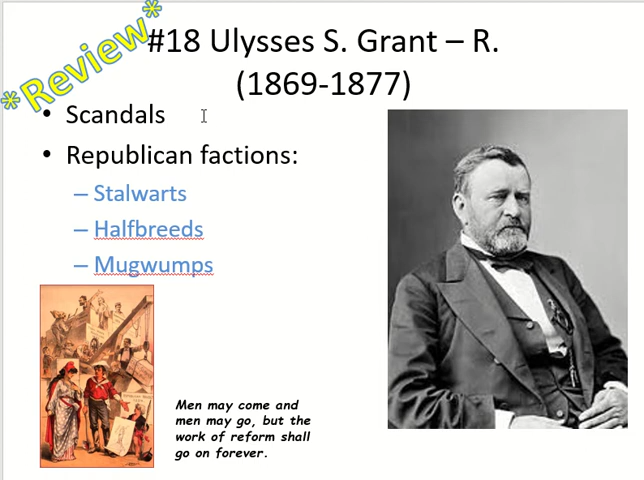 *Review*
#18 Ulysses S. Grant – R.
(1869-1877)
• Scandals
• Republican factions:
– Stalwarts
– Halfbreeds
– Mugwumps
Men may come and
men may go, but the
work of reform shall
go on forever.